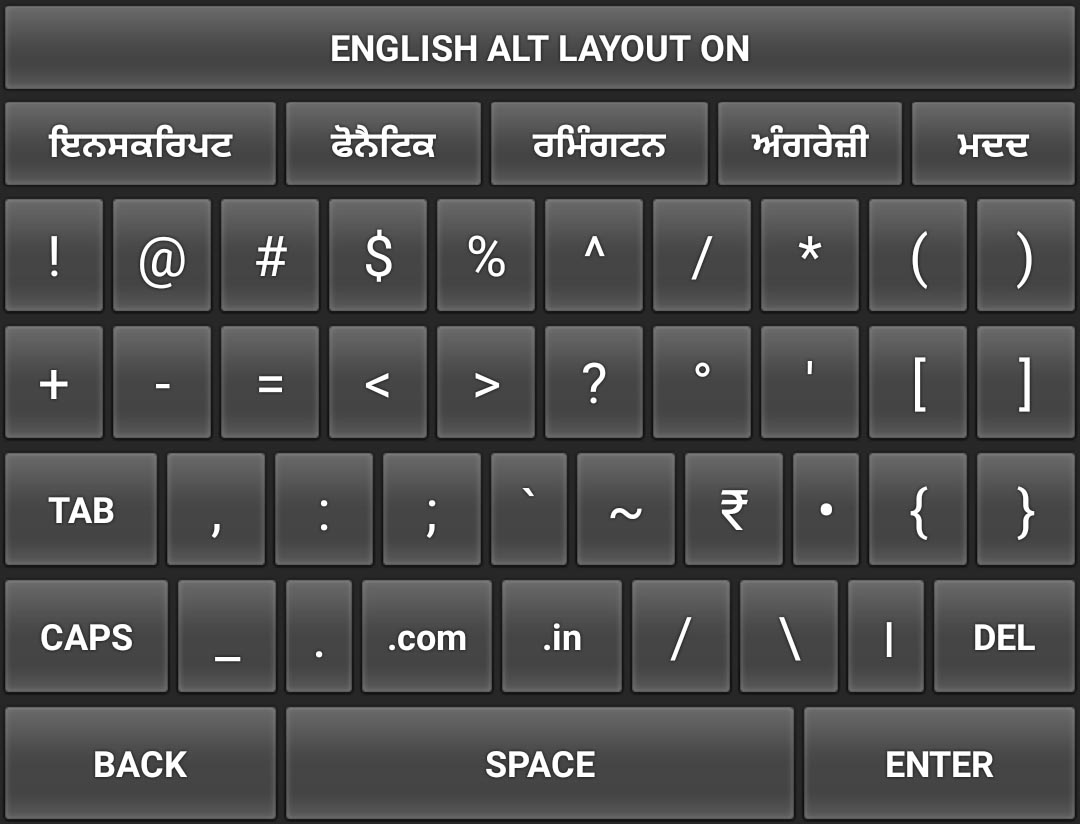 ENGLISH ALT LAYOUT ON
ਇਨਸਕਰਿਪਟ ਫੋਨੈਟਿਕ ਰਮਿੰਗਟਨ ਅੰਗਰੇਜ਼ੀ ਮਦਦ
! @ # $ % ^ / * ( )
+ - = < > ? ° ' [ ]
TAB , : ; ` ~ ₹ • { }
CAPS _ . .com .in / \ | DEL
BACK SPACE ENTER